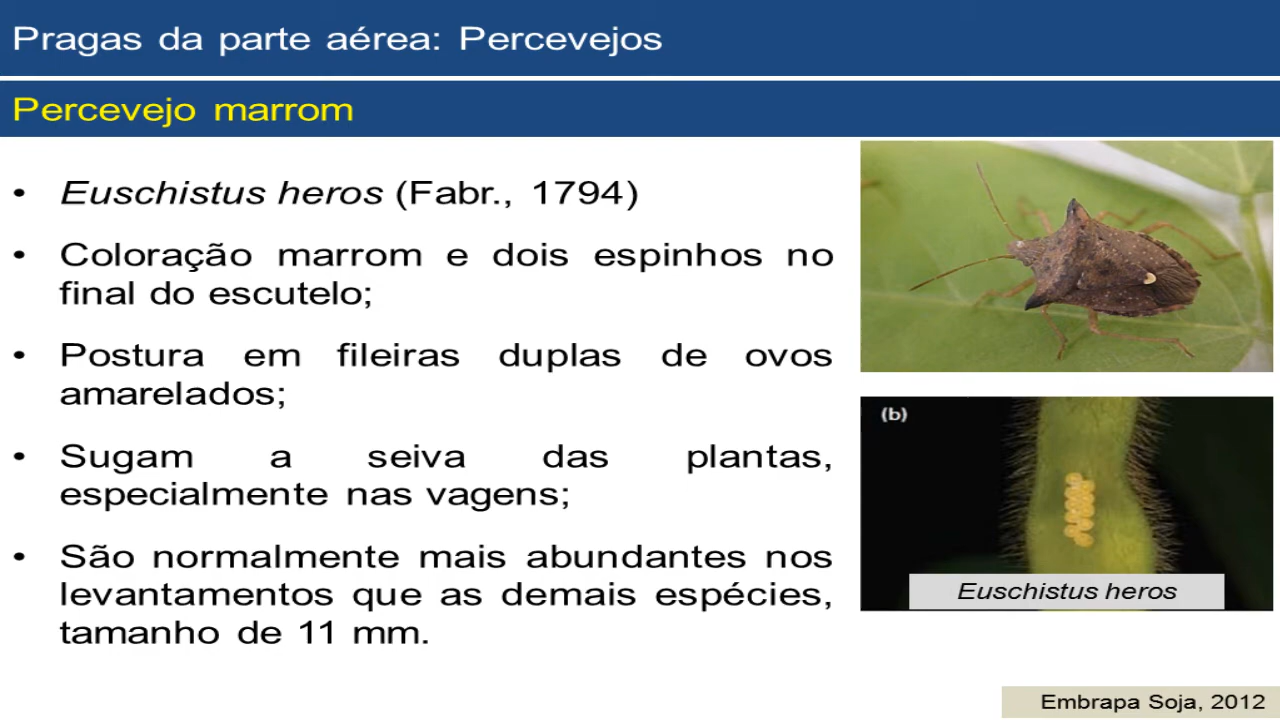 Pragas da parte aérea: Percevejos
Percevejo marrom
• Euschistus heros (Fabr., 1794)
• Coloração marrom e dois espinhos no
final do escutelo;
• Postura em fileiras duplas de ovos
amarelados;
• Sugam a seiva das plantas,
especialmente nas vagens;
• São normalmente mais abundantes nos
levantamentos que as demais espécies,
tamanho de 11 mm.
(b)
Euschistus heros
Embrapa Soja, 2012